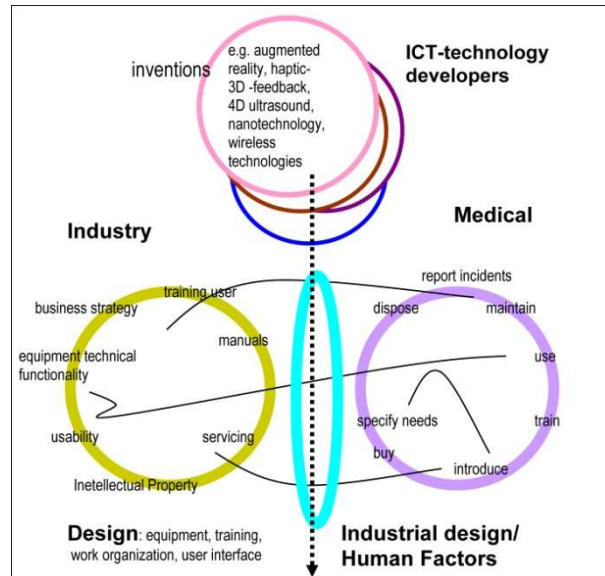 e.g. augmented
reality, haptic-
3D -feedback,
4D ultrasound,
nanotechnology,
wireless
technologies
inventions
ICT-technology
developers
Industry
Medical
training user
business strategy
manuals
equipment technical
functionality
usability
servicing
Inetellectual Property
report incidents
dispose
maintain
use
specify needs
train
buy
introduce
Design: equipment, training,
work organization, user interface
Industrial design/
Human Factors